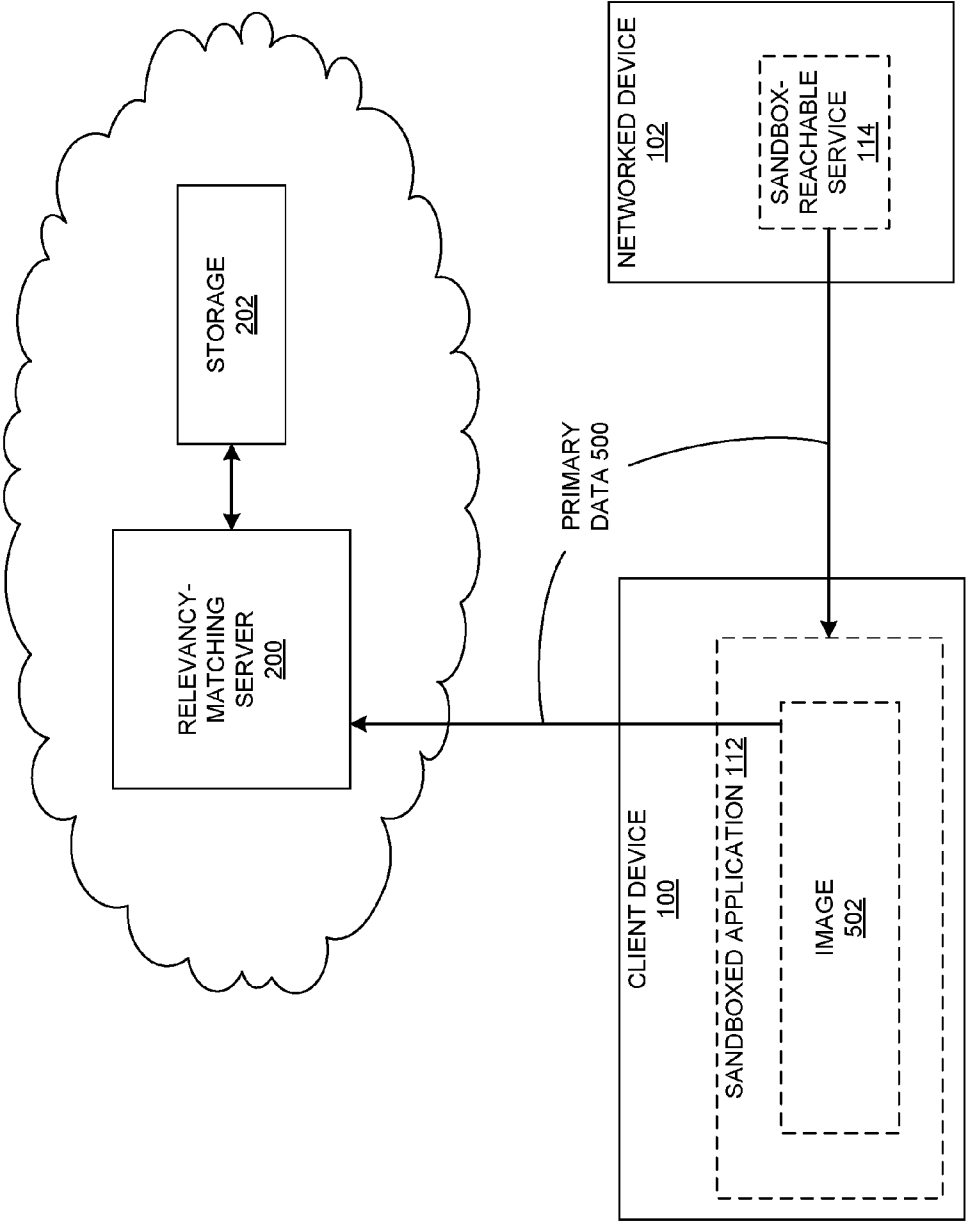 RELEVANCY-
MATCHING
SERVER
200
STORAGE
202
PRIMARY
DATA 500
CLIENT DEVICE
100
SANDBOXED APPLICATION 112
IMAGE
502
NETWORKED DEVICE
102
SANDBOX-
REACHABLE
SERVICE
114